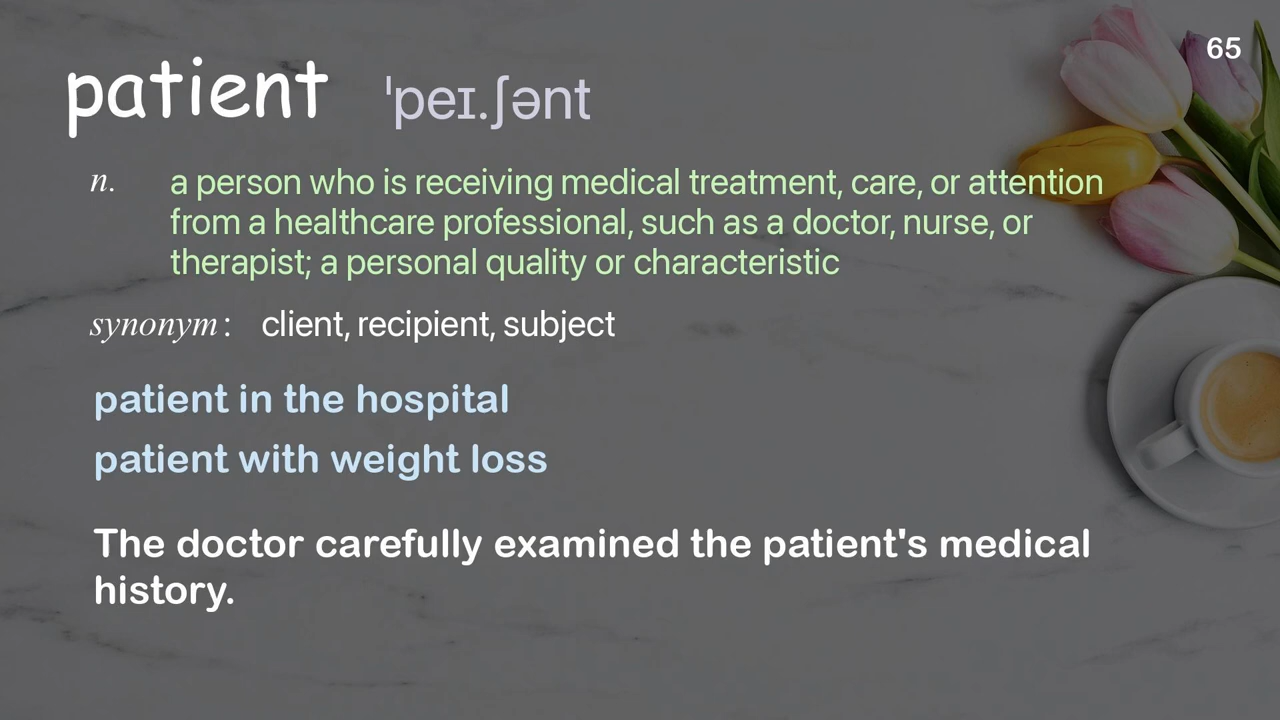 65
patient ˈpeɪ.ʃənt
n. a person who is receiving medical treatment, care, or attention
from a healthcare professional, such as a doctor, nurse, or
therapist; a personal quality or characteristic
synonym: client, recipient, subject
patient in the hospital
patient with weight loss
The doctor carefully examined the patient's medical
history.